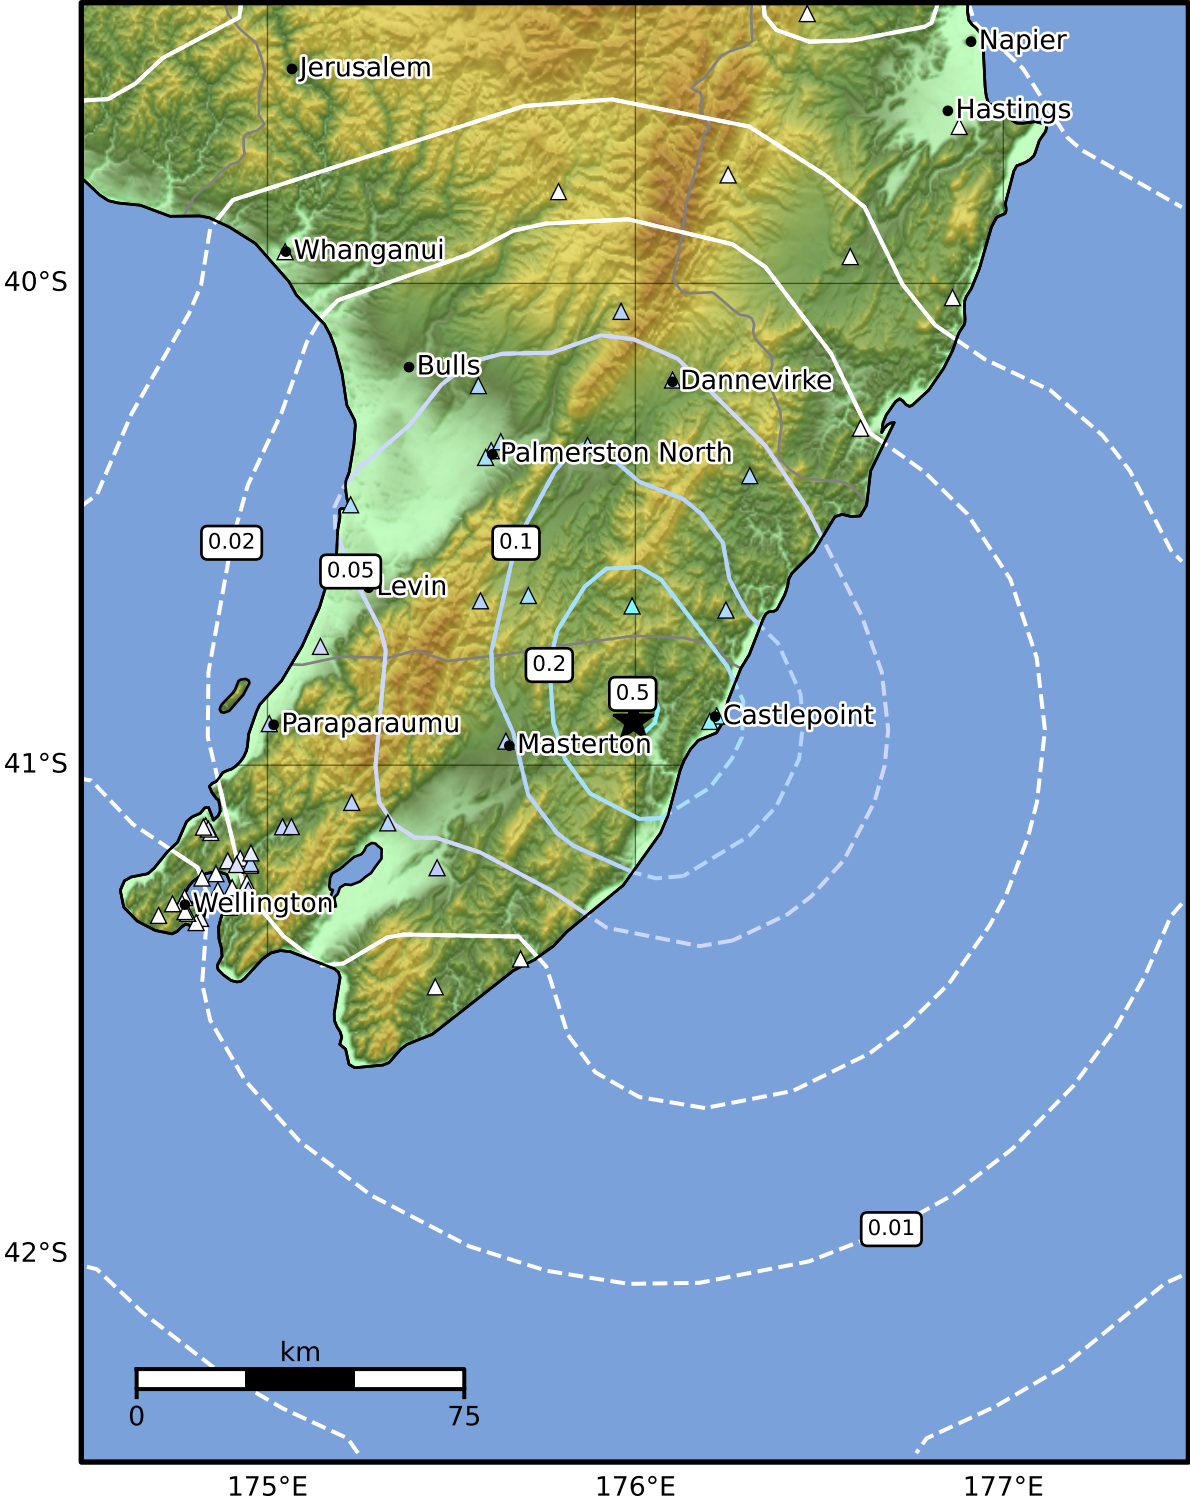 Napier
Jerusalem
Hastings
Whanganui
40°S
Bulls
Dannevirke
Palmerston North
0.02
0.1
0.05
Levin
0.2
0.5
Castlepoint
Paraparaumu
Masterton
41°S
Wellington
0.01
42°S
km
0
75
175°E
176°E
177°E